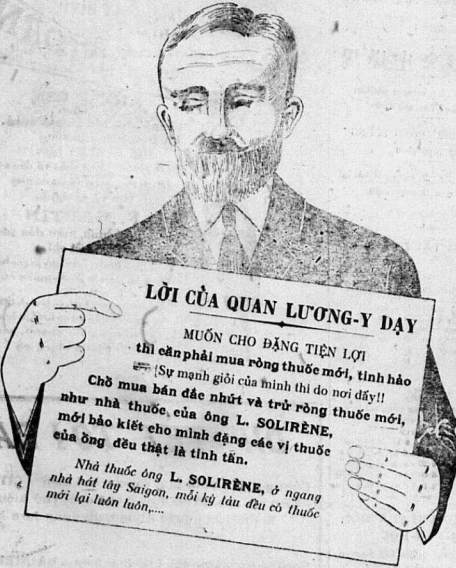 LỜI CỦA QUAN LƯƠNG-Y DẠY
MUỐN CHO ĐẶNG TIỆN LỢI
thì cần phải mua ròng thuốc mới, tinh hảo
(Sự mạnh giỏi của mình thì do nơi đấy!!
Chỗ mua bán đắc nhứt và trử ròng thuốc mới,
như nhà thuốc của ông L. SOLIRÈNE,
mới bảo kiết cho mình đặng các vị thuốc
của ông đều thật là tinh tấn.
Nhà thuốc ông L. SOLIRÈNE, ở ngang
nhà hát tây Saigon, mỗi kỳ tàu đều có thuốc
mới lại luôn luôn,....